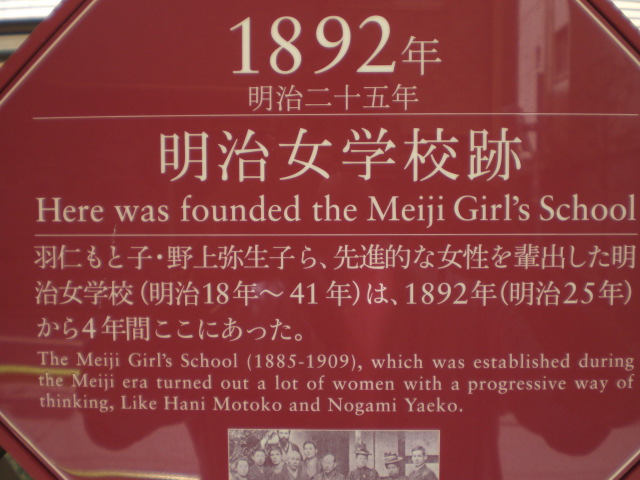 1892年
明治二十五年
明治女学校跡
Here was founded the Meiji Girl's School
羽仁もと子・野上弥生子ら、先進的な女性を輩出した明
治女学校（明治18年～41年）は、1892年（明治25年）
から4年間ここにあった。
The Meiji Girl's School (1885-1909), which was established during
the Meiji era turned out a lot of women with a progressive way of
thinking, Like Hani Motoko and Nogami Yaeko.